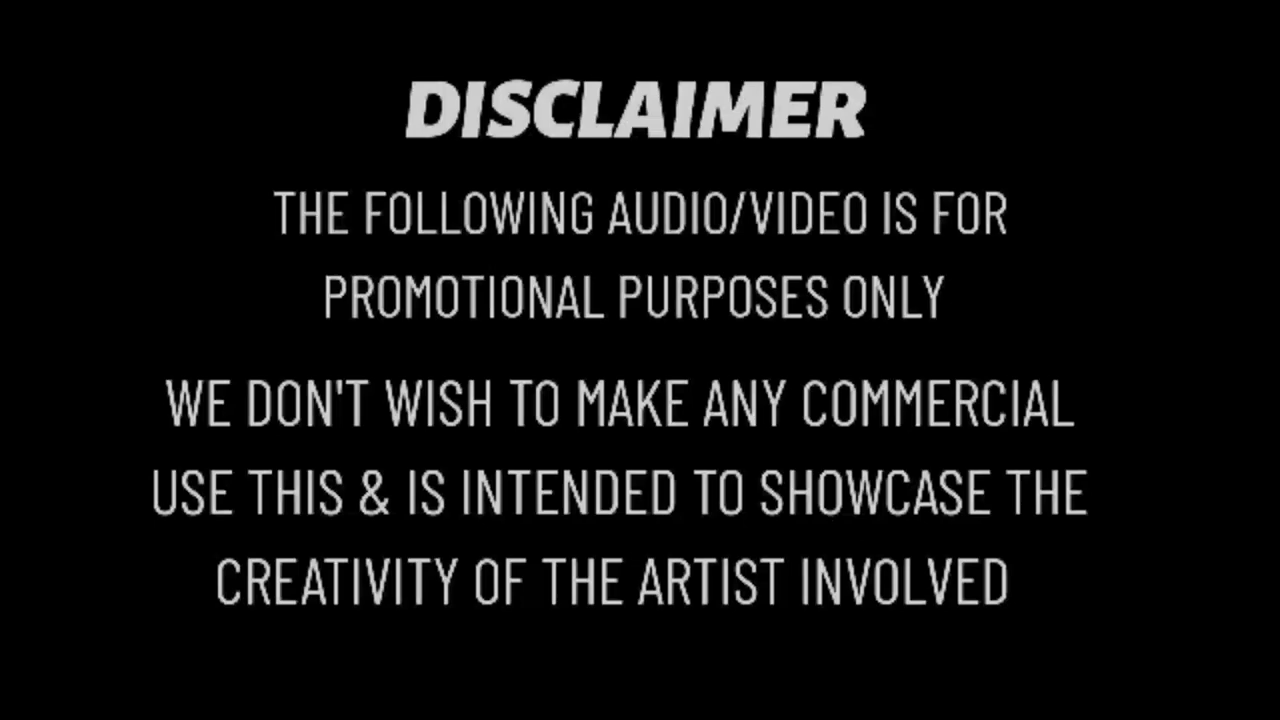 DISCLAIMER
THE FOLLOWING AUDIO/VIDEO IS FOR
PROMOTIONAL PURPOSES ONLY
WE DON'T WISH TO MAKE ANY COMMERCIAL
USE THIS & IS INTENDED TO SHOWCASE THE
CREATIVITY OF THE ARTIST INVOLVED